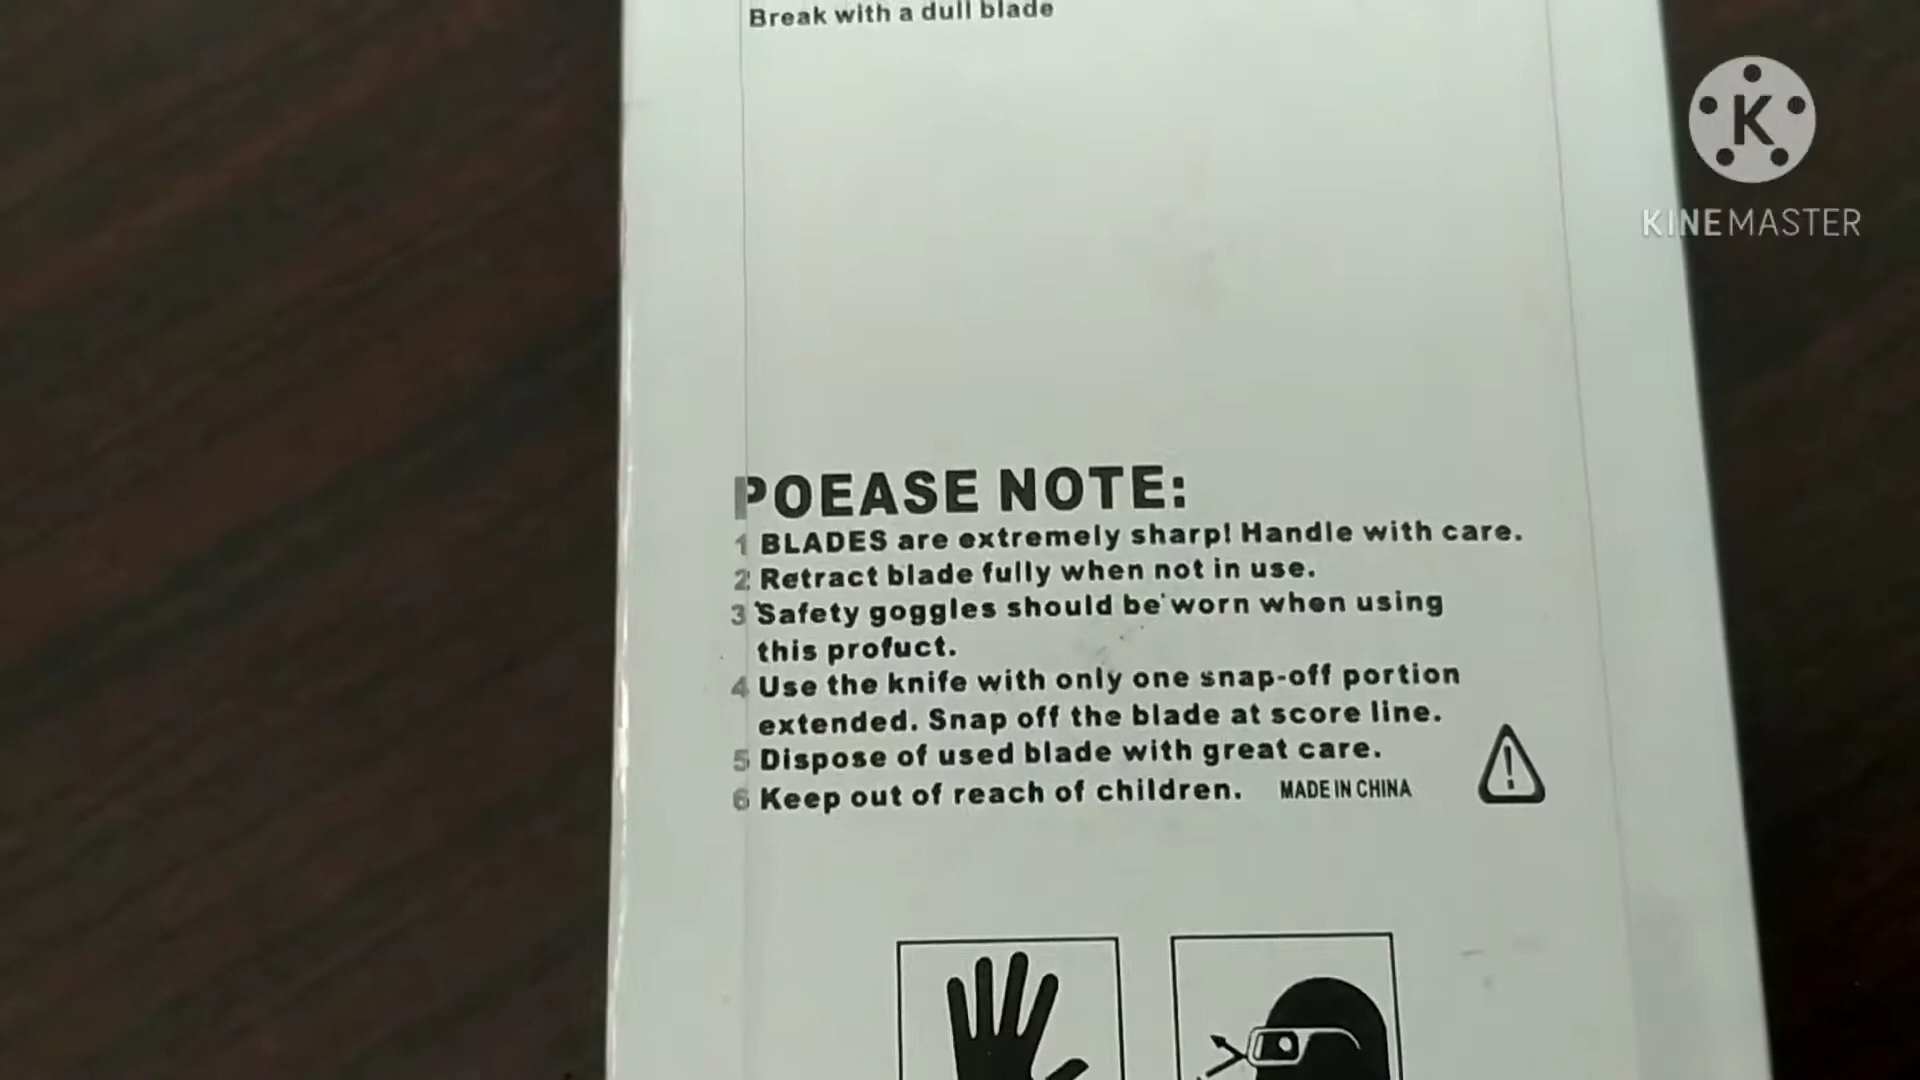 Break with a dull blade
K
KINEMASTER
POEASE NOTE:
1 BLADES are extremely sharp! Handle with care.
2 Retract blade fully when not in use.
3 Safety goggles should be worn when using
this profuct.
4 Use the knife with only one snap-off portion
extended. Snap off the blade at score line.
5 Dispose of used blade with great care.
6 Keep out of reach of children. MADE IN CHINA